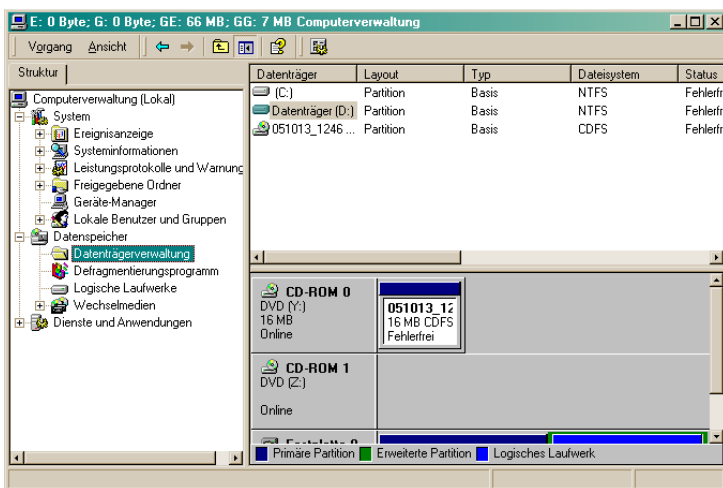 E: 0 Byte; G: 0 Byte; GE: 66 MB; GG: 7 MB Computerverwaltung
Vorgang Ansicht
Struktur
Computerverwaltung (Lokal)
System
Ereignisanzeige
Systeminformationen
Leistungsprotokolle und Warnung
Freigegebene Ordner
Geräte-Manager
Lokale Benutzer und Gruppen
Datenspeicher
Datenträgerverwaltung
Defragmentierungsprogramm
Logische Laufwerke
Wechselmedien
Dienste und Anwendungen
Datenträger Layout Typ Dateisystem Status
(C:) Partition Basis NTFS Fehlerfr
Datenträger (D:) Partition Basis NTFS Fehlerfr
051013_1246 ... Partition Basis CDFS Fehlerfr
CD-ROM 0
DVD (Y:)
16 MB
Online
051013_12
16 MB CDFS
Fehlerfrei
CD-ROM 1
DVD (Z:)
Online
Primäre Partition Erweiterte Partition Logisches Laufwerk